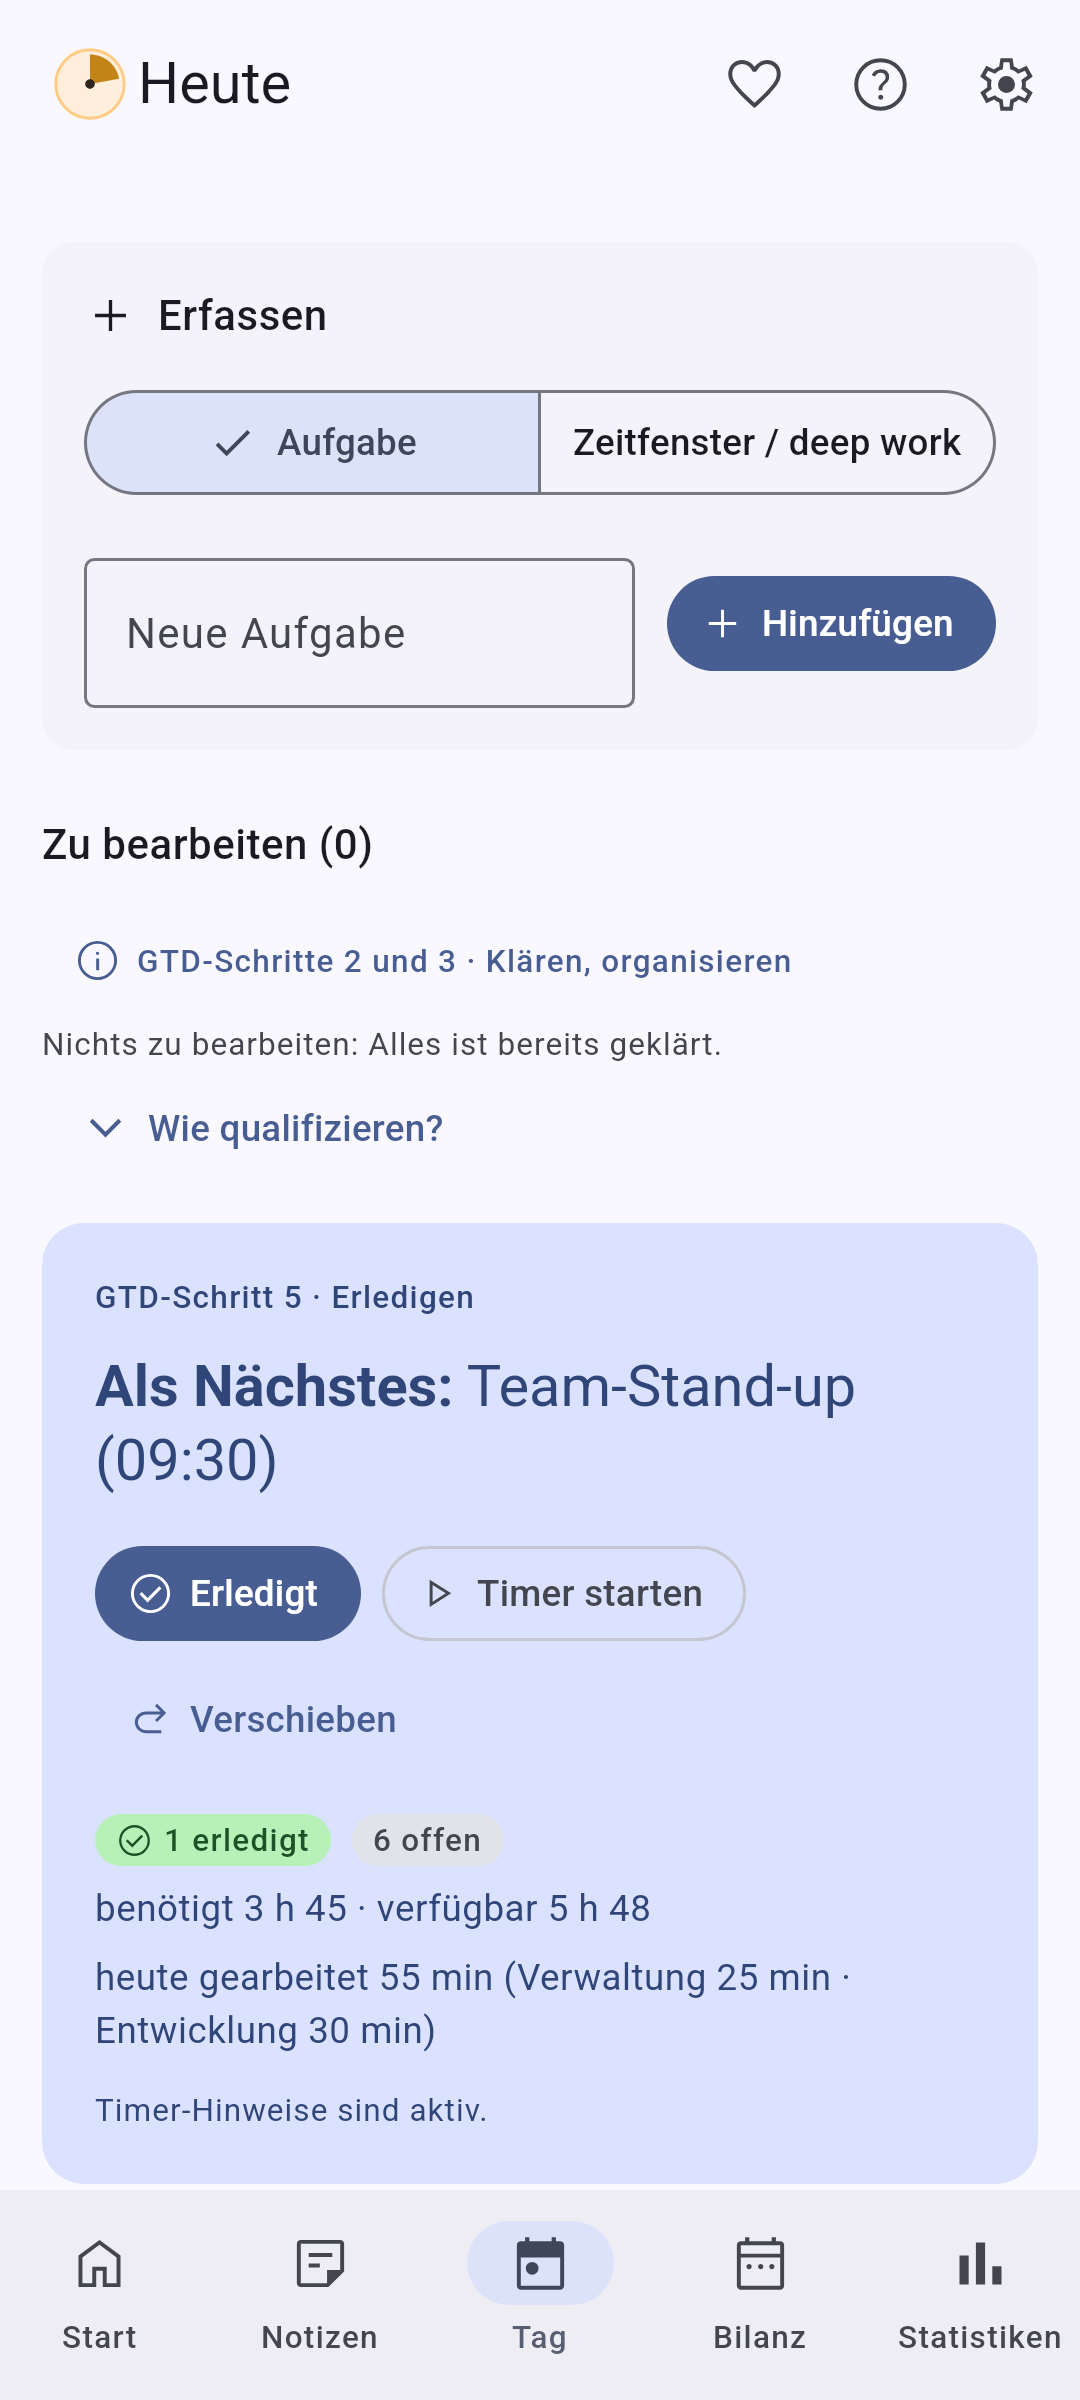 Heute
Erfassen
Aufgabe
Zeitfenster / deep work
Neue Aufgabe
Hinzufügen
Zu bearbeiten (0)
GTD-Schritte 2 und 3 · Klären, organisieren
Nichts zu bearbeiten: Alles ist bereits geklärt.
Wie qualifizieren?
GTD-Schritt 5 · Erledigen
Als Nächstes: Team-Stand-up
(09:30)
Erledigt
Timer starten
Verschieben
1 erledigt
6 offen
benötigt 3 h 45 · verfügbar 5 h 48
heute gearbeitet 55 min (Verwaltung 25 min ·
Entwicklung 30 min)
Timer-Hinweise sind aktiv.
Start
Notizen
Tag
Bilanz
Statistiken